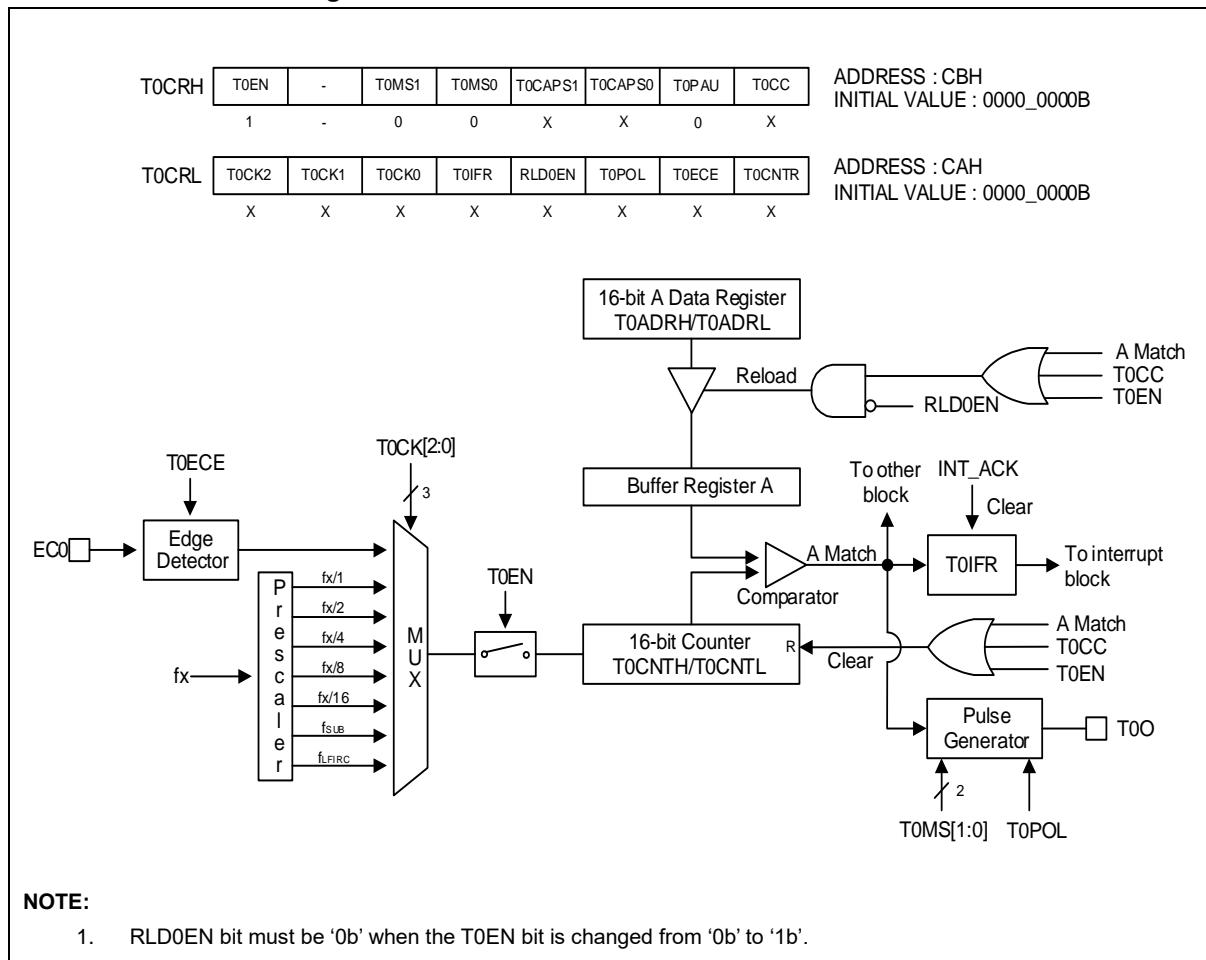 T0CRH T0EN - T0MS1 T0MS0 T0CAPS1 T0CAPS0 T0PAU T0CC
1 - 0 0 X X 0 X
ADDRESS : CBH
INITIAL VALUE : 0000_0000B
T0CRL T0CK2 T0CK1 T0CK0 T0IFR RLD0EN T0POL T0ECE T0CNTR
X X X X X X X X
ADDRESS : CAH
INITIAL VALUE : 0000_0000B
16-bit A Data Register
T0ADRH/T0ADRL
Reload
A Match
T0CC
T0EN
RLD0EN
T0CK[2:0]
3
T0ECE
Buffer Register A
To other
block
INT_ACK
Clear
EC0
Edge
Detector
Prescaler
fx
fx/1
fx/2
fx/4
fx/8
fx/16
fSUB
fLFIRC
MUX
T0EN
A Match
Comparator
T0IFR
To interrupt
block
16-bit Counter
T0CNTH/T0CNTL
R
Clear
A Match
T0CC
T0EN
Pulse
Generator
T0O
2
T0MS[1:0]
T0POL
NOTE:
1. RLD0EN bit must be ‘0b’ when the T0EN bit is changed from ‘0b’ to ‘1b’.